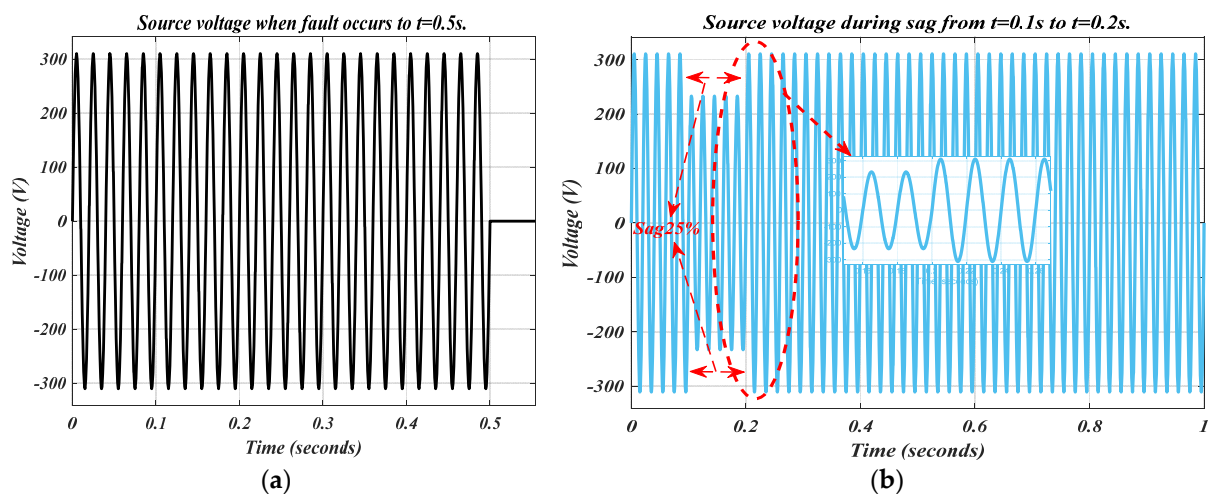 Source voltage when fault occurs to t=0.5s.
300
200
100
0
-100
-200
-300
Voltage (V)
0
0.1
0.2
0.3
0.4
0.5
Time (seconds)
(a)
Source voltage during sag from t=0.1s to t=0.2s.
300
200
100
0
-100
-200
-300
Voltage (V)
Sag25%
Time (seconds)
0
0.2
0.4
0.6
0.8
1
Time (seconds)
(b)